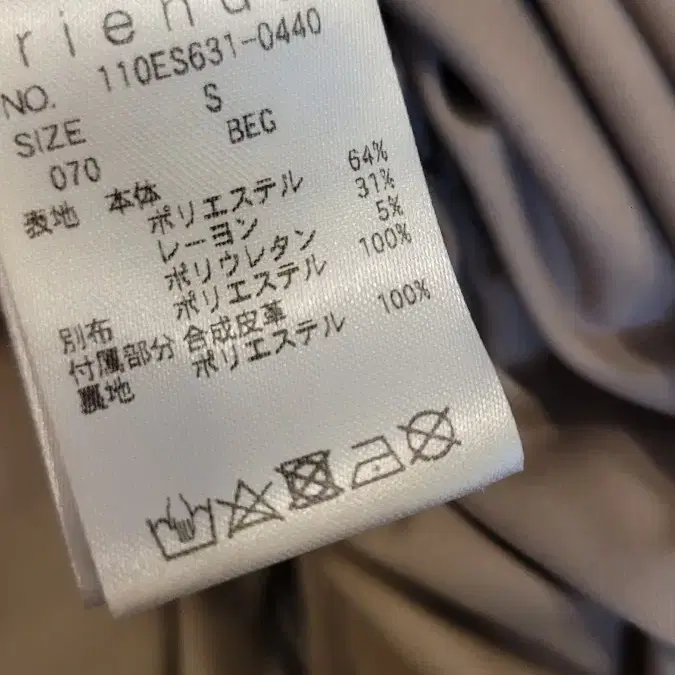 rienda
NO. 110ES631-0440
SIZE S
070 BEG
表地 本体
ポリエステル 64%
レーヨン 31%
ポリウレタン 5%
別布 ポリエステル 100%
付属部分 合成皮革
裏地 ポリエステル 100%